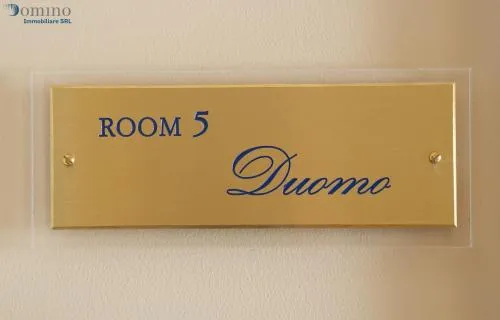 Domino
Immobiliare SRL
ROOM 5
Duomo